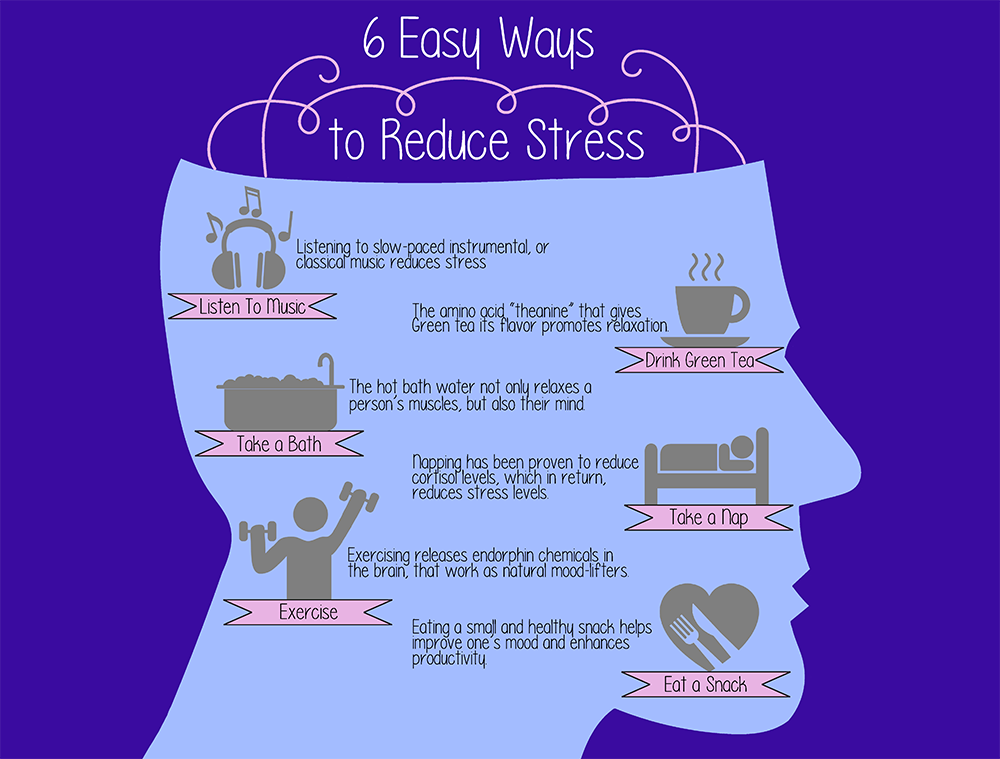 6 Easy Ways
to Reduce Stress
Listening to slow-paced instrumental, or
classical music reduces stress
Listen To Music
The amino acid "theanine" that gives
Green tea its flavor promotes relaxation.
Drink Green Tea
The hot bath water not only relaxes a
person's muscles, but also their mind.
Take a Bath
Napping has been proven to reduce
cortisol levels, which in return,
reduces stress levels.
Take a Nap
Exercising releases endorphin chemicals in
the brain, that work as natural mood-lifters.
Exercise
Eating a small and healthy snack helps
improve one's mood and enhances
productivity.
Eat a Snack